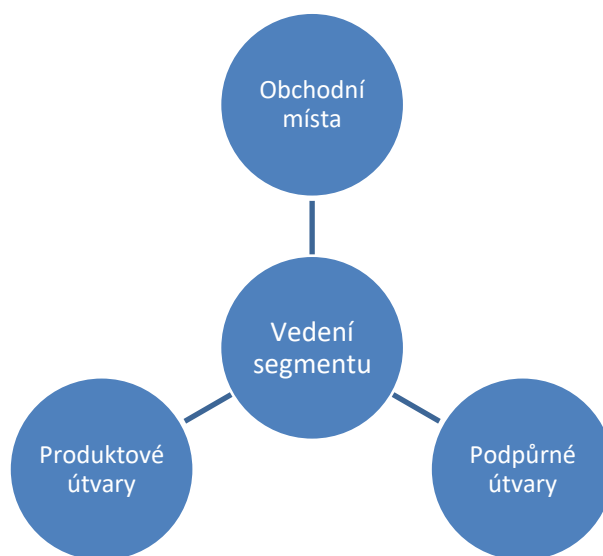 Obchodní
místa
Vedení
segmentu
Produktové
útvary
Podpůrné
útvary